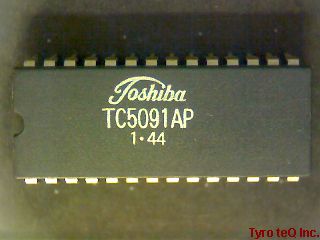 Toshiba
TC5091AP
1·44
Tyro teQ Inc.